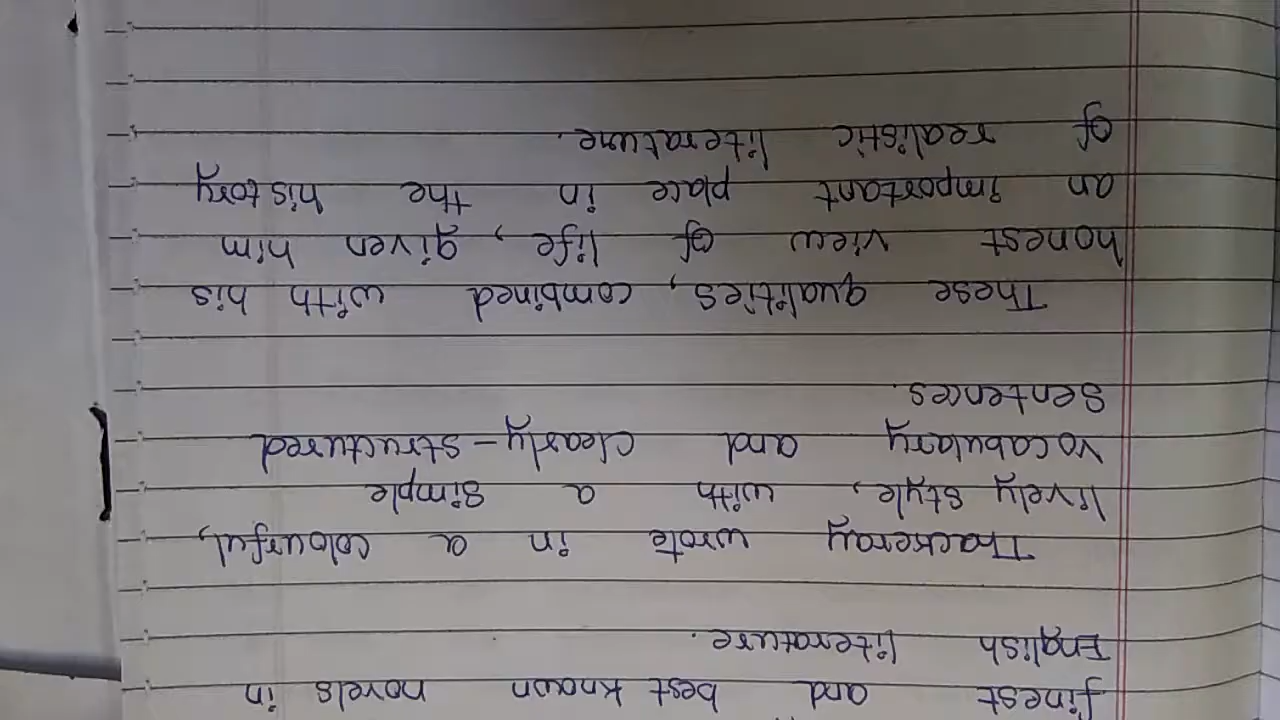 finest and best known novels in
English literature.
Thackeray wrote in a colourful,
lively style, with a simple
vocabulary and clearly-structured
sentences.
These qualities, combined with his
honest view of life, given him
an important place in the history
of realistic literature.